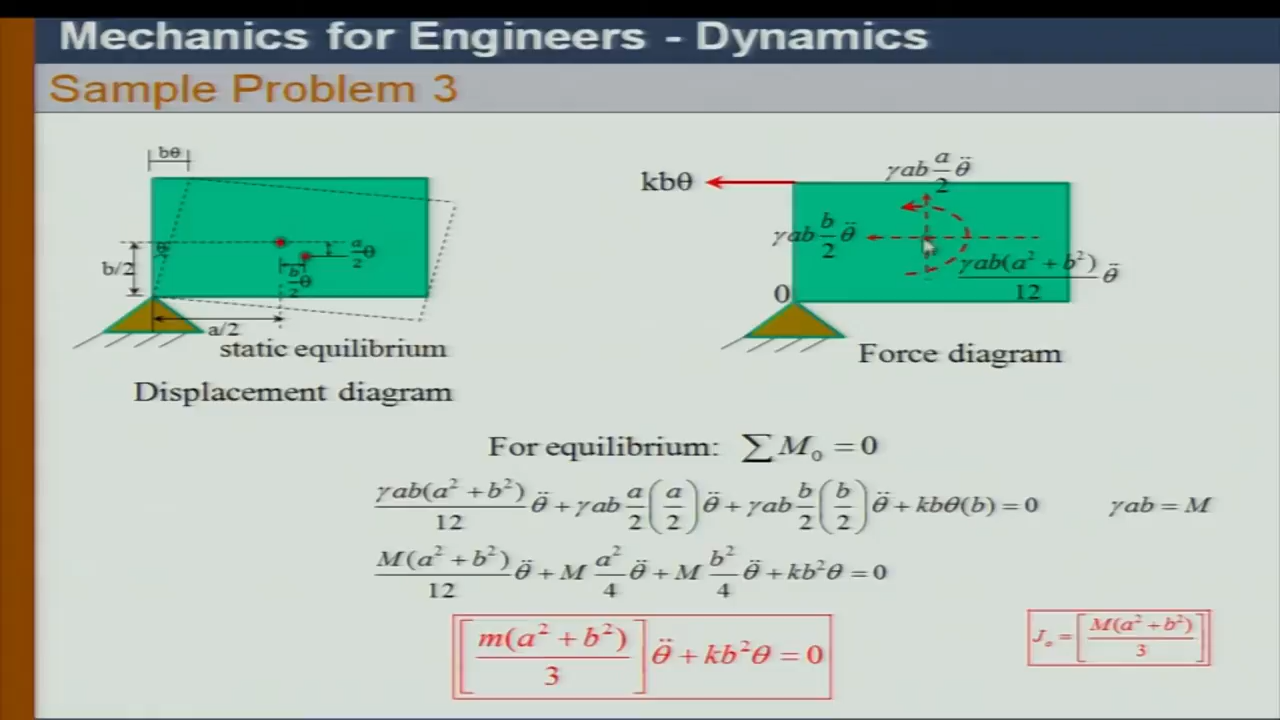 Mechanics for Engineers - Dynamics
Sample Problem 3
bθ
θ
b/2
a/2 θ
b/2 θ
a/2
static equilibrium
Displacement diagram
kbθ
γab a/2 θ̈
γab b/2 θ̈
γab(a² + b²)/12 θ̈
0
Force diagram
For equilibrium: ∑M₀ = 0
γab(a² + b²)/12 θ̈ + γab a/2 (a/2) θ̈ + γab b/2 (b/2) θ̈ + kbθ(b) = 0 γab = M
M(a² + b²)/12 θ̈ + M a²/4 θ̈ + M b²/4 θ̈ + kb²θ = 0
[m(a² + b²)/3] θ̈ + kb²θ = 0
Jₒ = [M(a² + b²)/3]